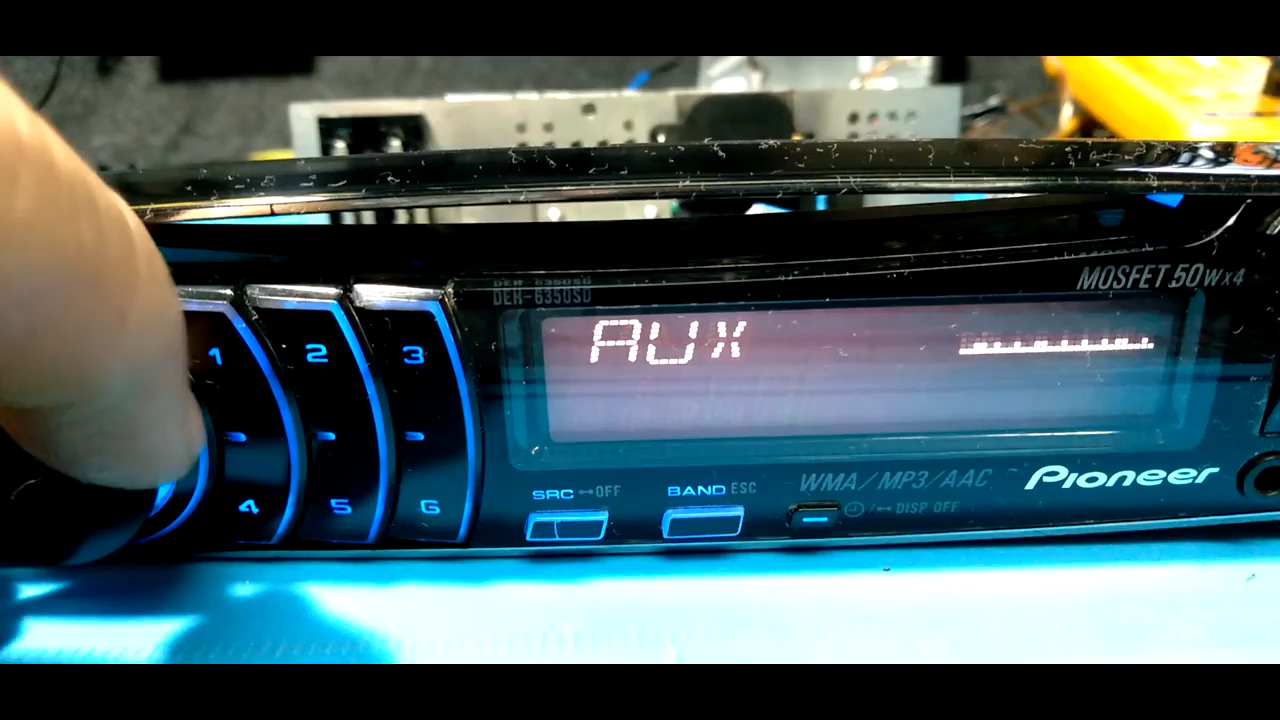 MOSFET 50Wx4
DEH-6350SD
AUX
1 2 3
4 5 6
WMA/MP3/AAC
Pioneer
SRC OFF
BAND ESC
DISP OFF